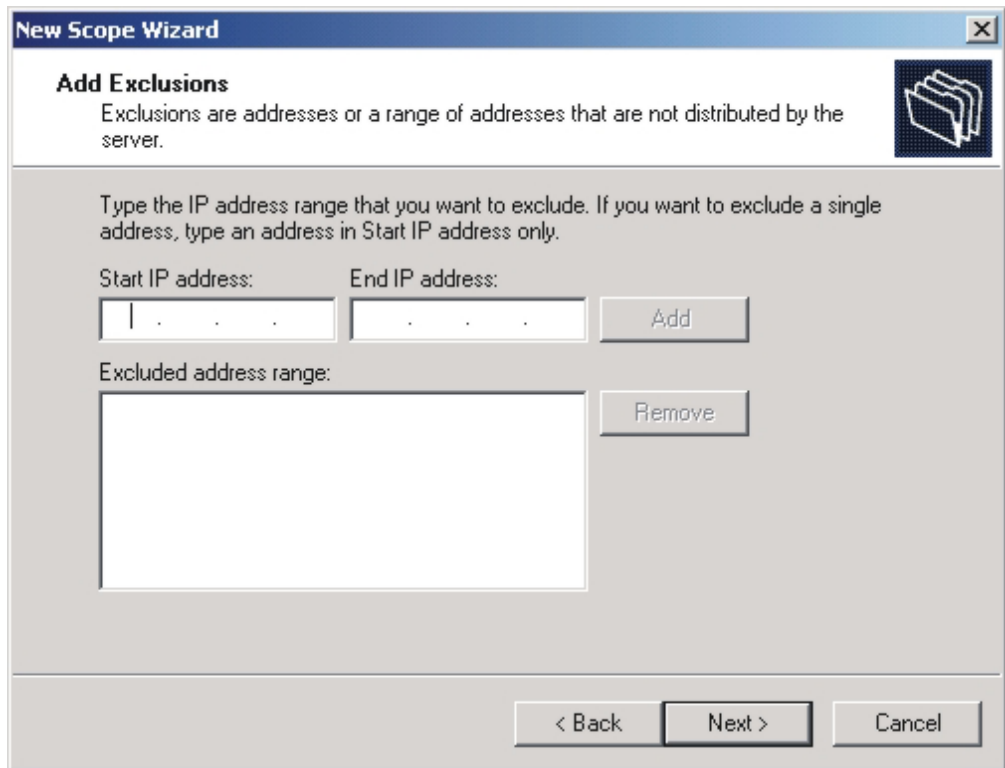 New Scope Wizard
Add Exclusions
Exclusions are addresses or a range of addresses that are not distributed by the
server.
Type the IP address range that you want to exclude. If you want to exclude a single
address, type an address in Start IP address only.
Start IP address: End IP address:
. . . . . . Add
Excluded address range:
Remove
< Back Next > Cancel